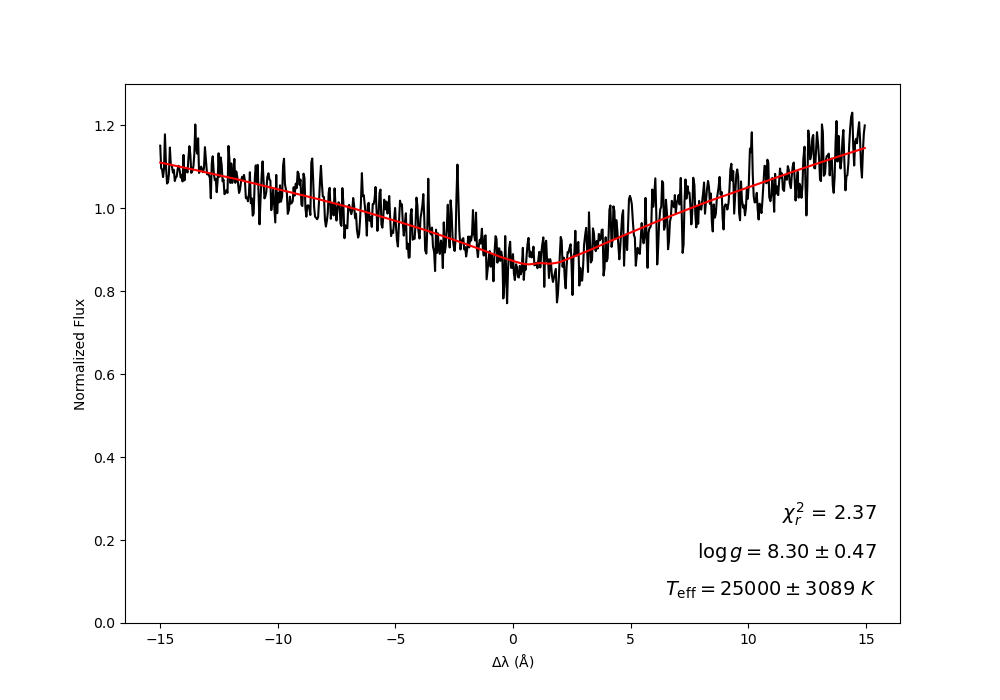 1.2
1.0
0.8
0.6
0.4
0.2
0.0
Normalized Flux
χ²ᵣ = 2.37
log g = 8.30 ± 0.47
T_eff = 25000 ± 3089 K
−15 −10 −5 0 5 10 15
Δλ (Å)